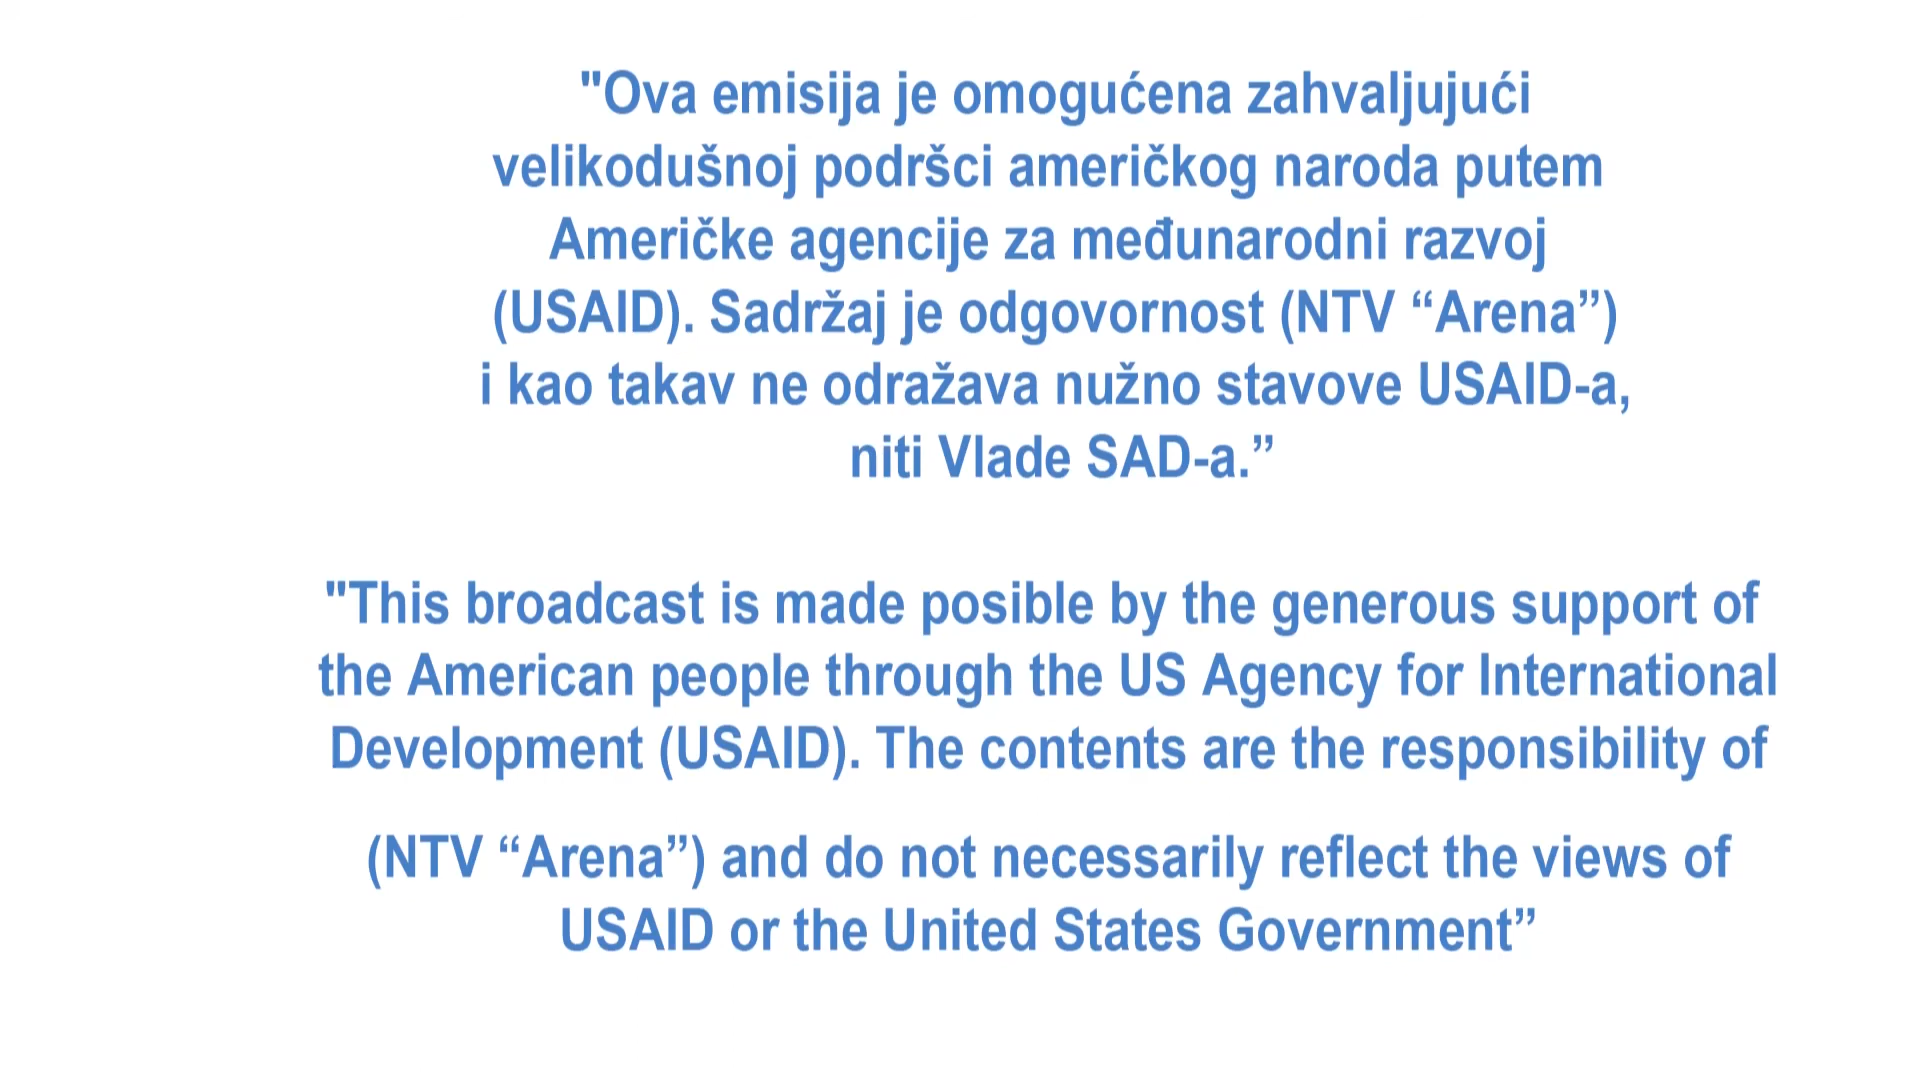 "Ova emisija je omogućena zahvaljujući
velikodušnoj podršci američkog naroda putem
Američke agencije za međunarodni razvoj
(USAID). Sadržaj je odgovornost (NTV “Arena”)
i kao takav ne odražava nužno stavove USAID-a,
niti Vlade SAD-a.”
"This broadcast is made posible by the generous support of
the American people through the US Agency for International
Development (USAID). The contents are the responsibility of
(NTV “Arena”) and do not necessarily reflect the views of
USAID or the United States Government”